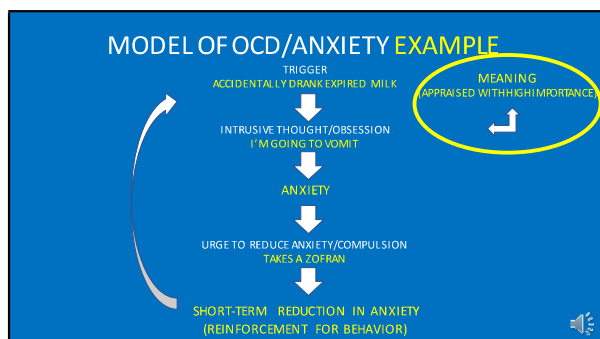 MODEL OF OCD/ANXIETY EXAMPLE
TRIGGER
ACCIDENTALLY DRANK EXPIRED MILK
MEANING
(APPRAISED WITH HIGH IMPORTANCE)
INTRUSIVE THOUGHT/OBSESSION
I'M GOING TO VOMIT
ANXIETY
URGE TO REDUCE ANXIETY/COMPULSION
TAKES A ZOFRAN
SHORT-TERM REDUCTION IN ANXIETY
(REINFORCEMENT FOR BEHAVIOR)